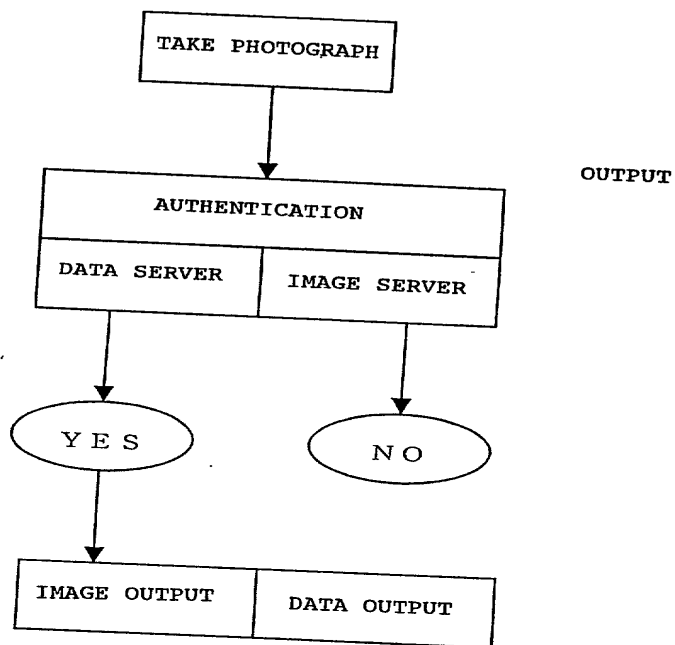 TAKE PHOTOGRAPH
OUTPUT
AUTHENTICATION
DATA SERVER
IMAGE SERVER
YES
NO
IMAGE OUTPUT
DATA OUTPUT